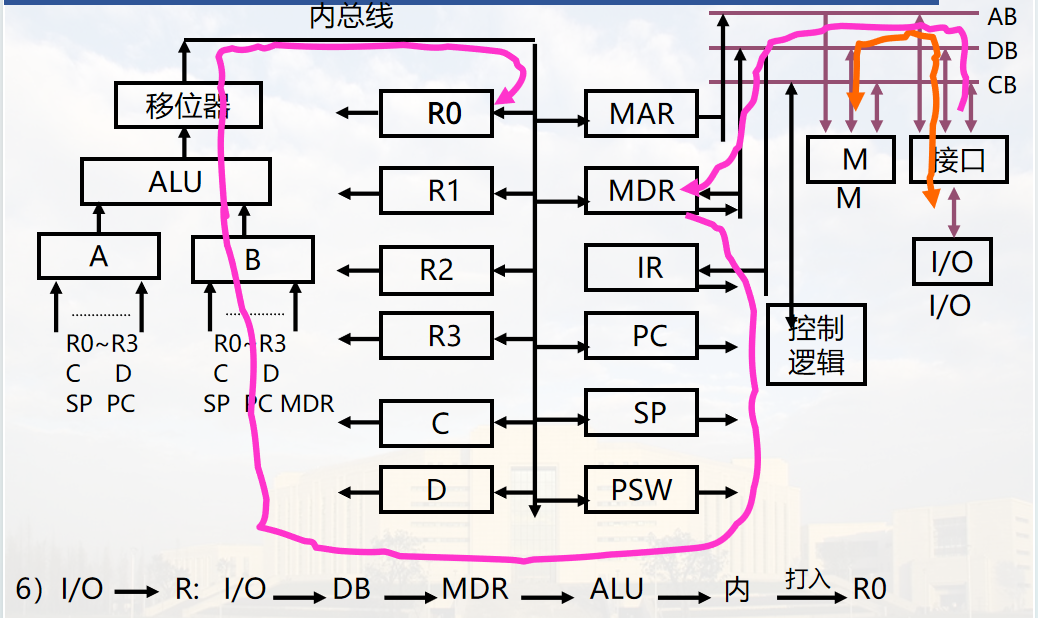 内总线
AB
DB
CB
移位器
R0
MAR
M
M
接口
ALU
R1
MDR
A
B
R2
IR
I/O
I/O
R0~R3
C D
SP PC
R0~R3
C D
SP PC MDR
R3
PC
控制
逻辑
C
SP
D
PSW
6）I/O R: I/O DB MDR ALU 内 打入 R0